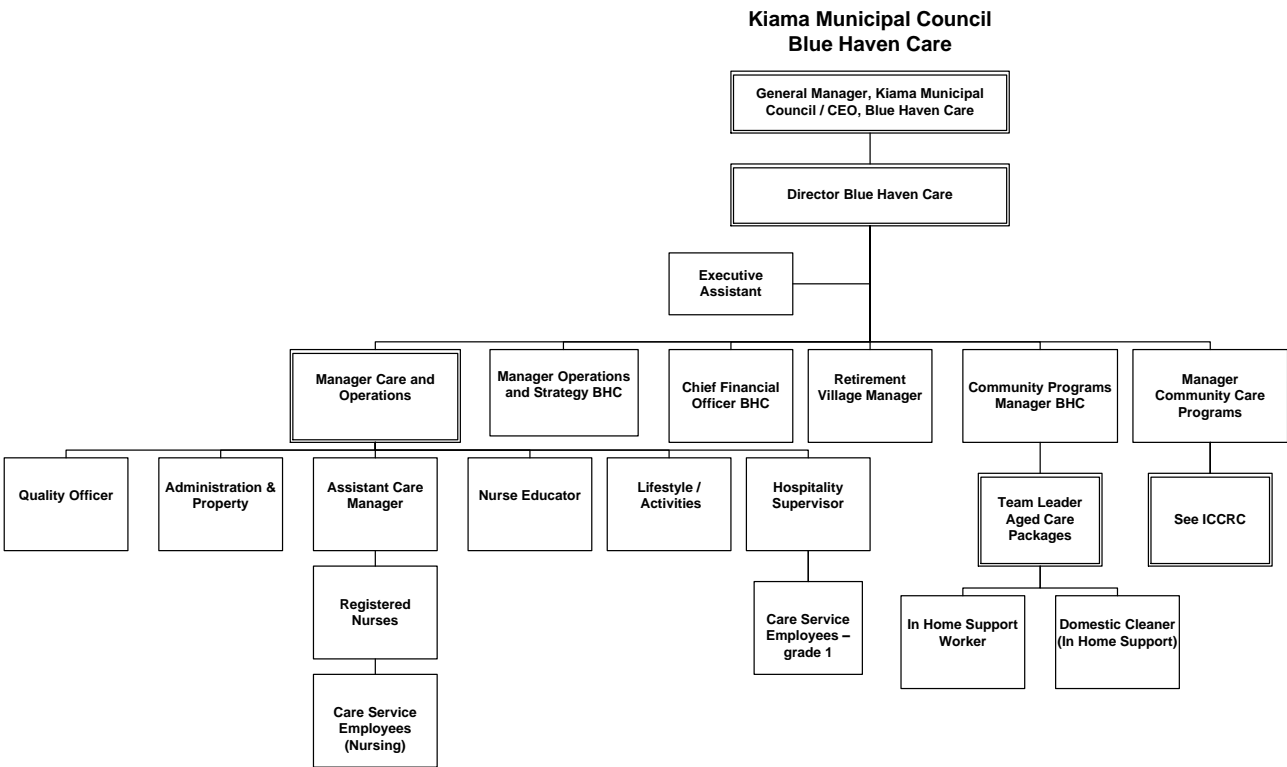 Kiama Municipal Council
Blue Haven Care
General Manager, Kiama Municipal
Council / CEO, Blue Haven Care
Director Blue Haven Care
Executive
Assistant
Manager Care and
Operations
Manager Operations
and Strategy BHC
Chief Financial
Officer BHC
Retirement
Village Manager
Community Programs
Manager BHC
Manager
Community Care
Programs
Quality Officer
Administration &
Property
Assistant Care
Manager
Nurse Educator
Lifestyle /
Activities
Hospitality
Supervisor
Team Leader
Aged Care
Packages
See ICCRC
Registered
Nurses
Care Service
Employees –
grade 1
In Home Support
Worker
Domestic Cleaner
(In Home Support)
Care Service
Employees
(Nursing)